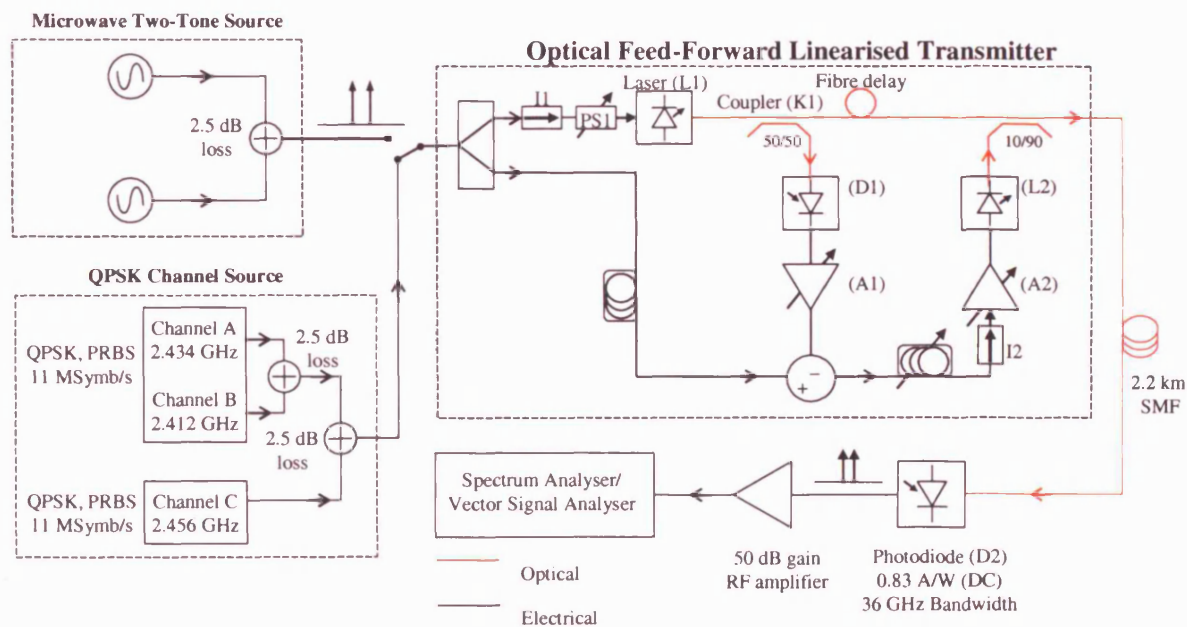 Microwave Two-Tone Source
2.5 dB
loss
Optical Feed-Forward Linearised Transmitter
Laser (L1)
Fibre delay
I1
PS1
Coupler (K1)
50/50
10/90
(D1)
(L2)
(A1)
(A2)
I2
+
−
QPSK Channel Source
QPSK, PRBS
11 MSymb/s
Channel A
2.434 GHz
Channel B
2.412 GHz
2.5 dB
loss
2.5 dB
loss
QPSK, PRBS
11 MSymb/s
Channel C
2.456 GHz
2.2 km
SMF
Spectrum Analyser/
Vector Signal Analyser
50 dB gain
RF amplifier
Photodiode (D2)
0.83 A/W (DC)
36 GHz Bandwidth
Optical
Electrical